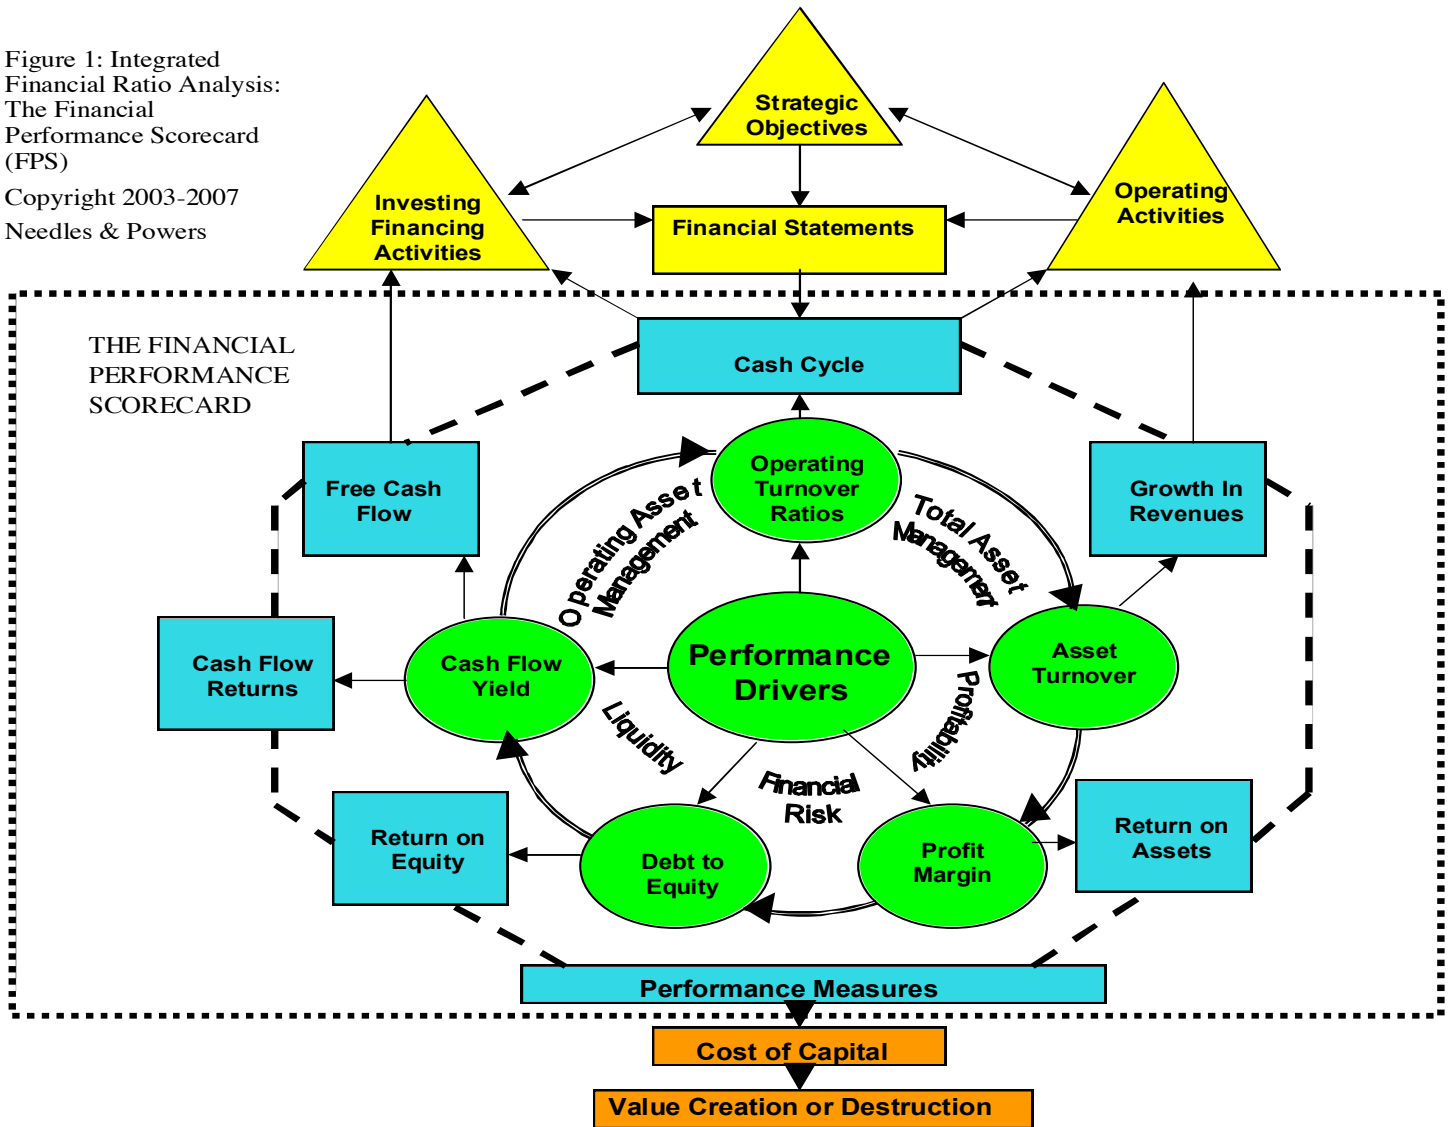 Figure 1: Integrated
Financial Ratio Analysis:
The Financial
Performance Scorecard
(FPS)
Copyright 2003-2007
Needles & Powers
Strategic
Objectives
Investing
Financing
Activities
Financial Statements
Operating
Activities
THE FINANCIAL
PERFORMANCE
SCORECARD
Cash Cycle
Free Cash
Flow
Operating
Turnover
Ratios
Growth In
Revenues
Operating Asset
Management
Total Asset
Management
Cash Flow
Returns
Cash Flow
Yield
Performance
Drivers
Asset
Turnover
Liquidity
Financial
Risk
Profitability
Return on
Equity
Debt to
Equity
Profit
Margin
Return on
Assets
Performance Measures
Cost of Capital
Value Creation or Destruction